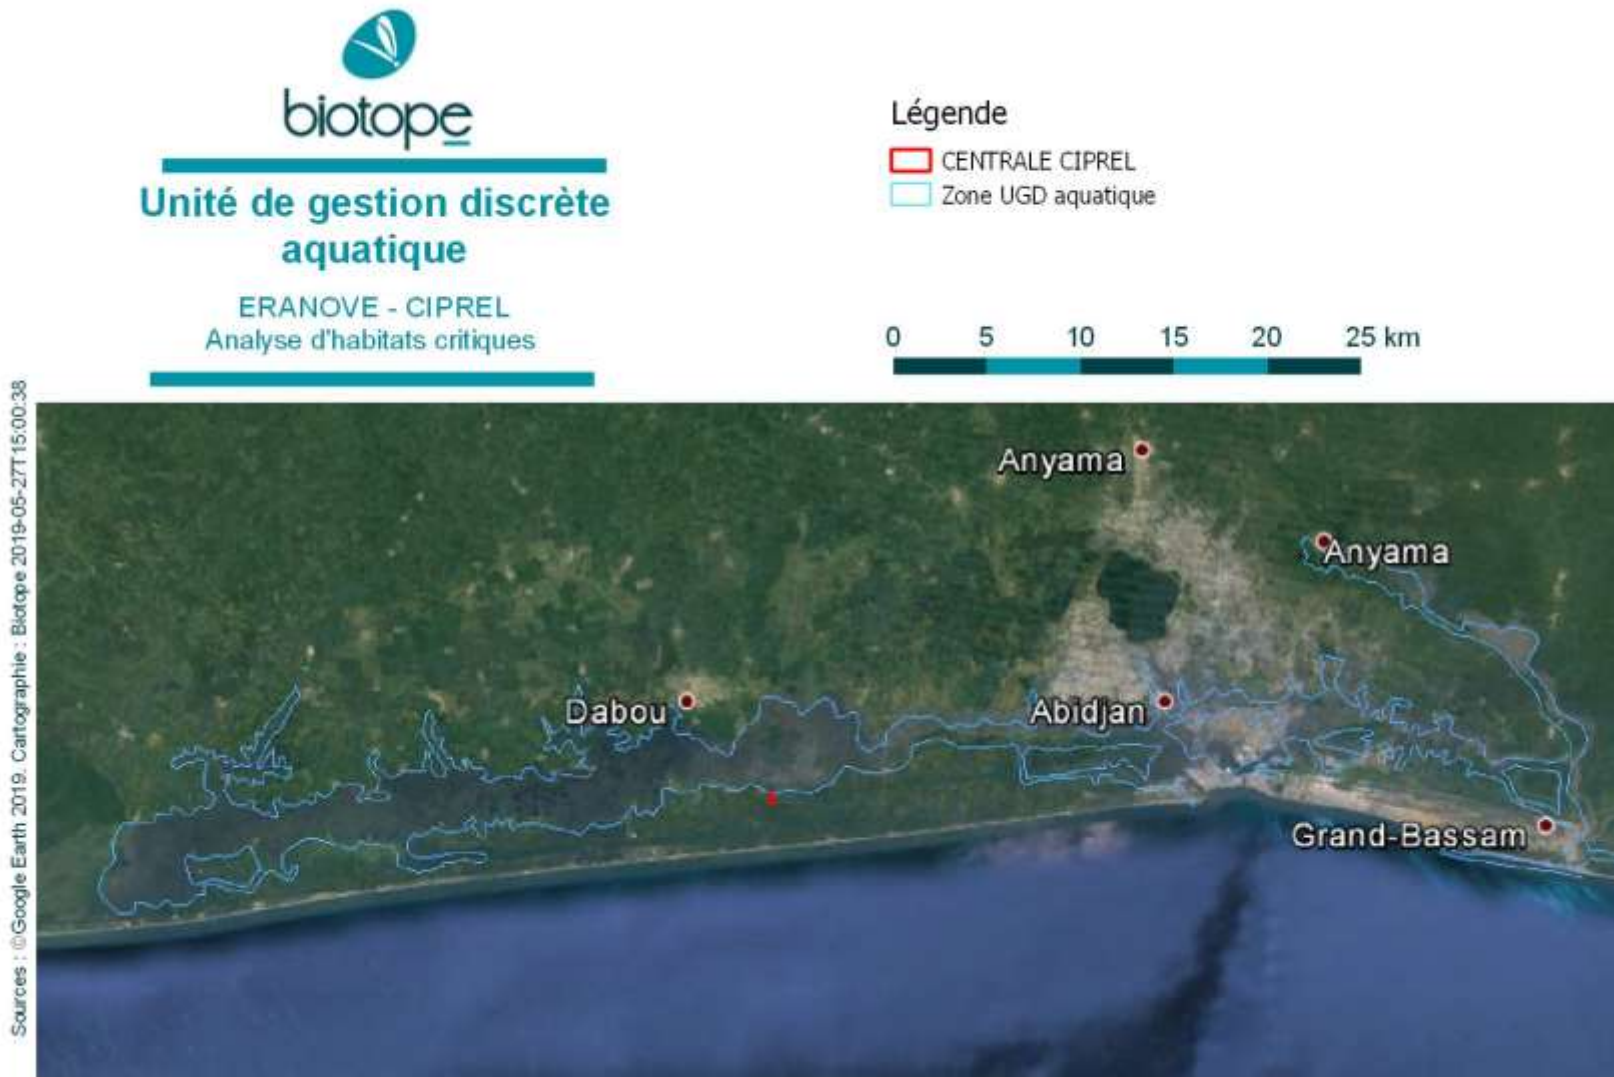 biotope
Unité de gestion discrète
aquatique
ERANOVE - CIPREL
Analyse d'habitats critiques
Légende
CENTRALE CIPREL
Zone UGD aquatique
0 5 10 15 20 25 km
Sources : ©Google Earth 2019. Cartographie : Biotope 2019-05-27T15:00:38
Anyama
Anyama
Dabou
Abidjan
Grand-Bassam